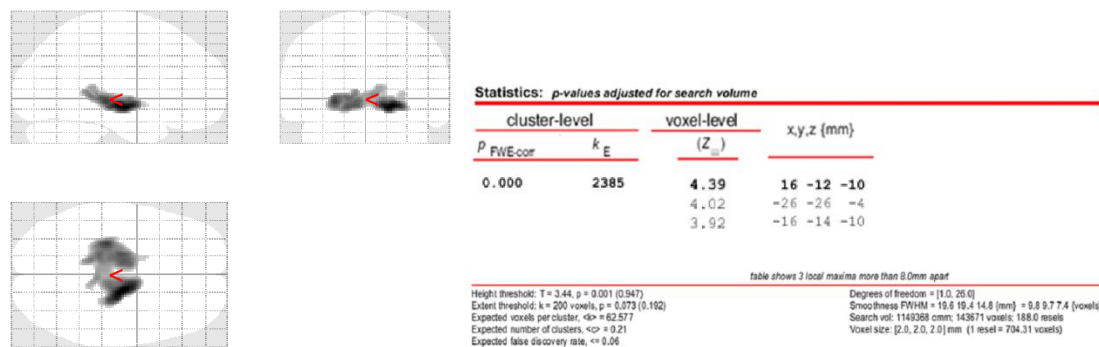 Statistics: p-values adjusted for search volume
cluster-level voxel-level x,y,z {mm}
p FWE-corr k E (Z≡)
0.000 2385 4.39 16 -12 -10
4.02 -26 -26 -4
3.92 -16 -14 -10
table shows 3 local maxima more than 8.0mm apart
Height threshold: T = 3.44, p = 0.001 (0.947)
Extent threshold: k = 200 voxels, p = 0.073 (0.192)
Expected voxels per cluster, <k> = 62.577
Expected number of clusters, <c> = 0.21
Expected false discovery rate, <= 0.06
Degrees of freedom = [1.0, 26.0]
Smoothness FWHM = 19.6 19.4 14.8 {mm} = 9.8 9.7 7.4 {voxels}
Search vol: 1149368 cmm; 143671 voxels; 188.0 resels
Voxel size: [2.0, 2.0, 2.0] mm (1 resel = 704.31 voxels)